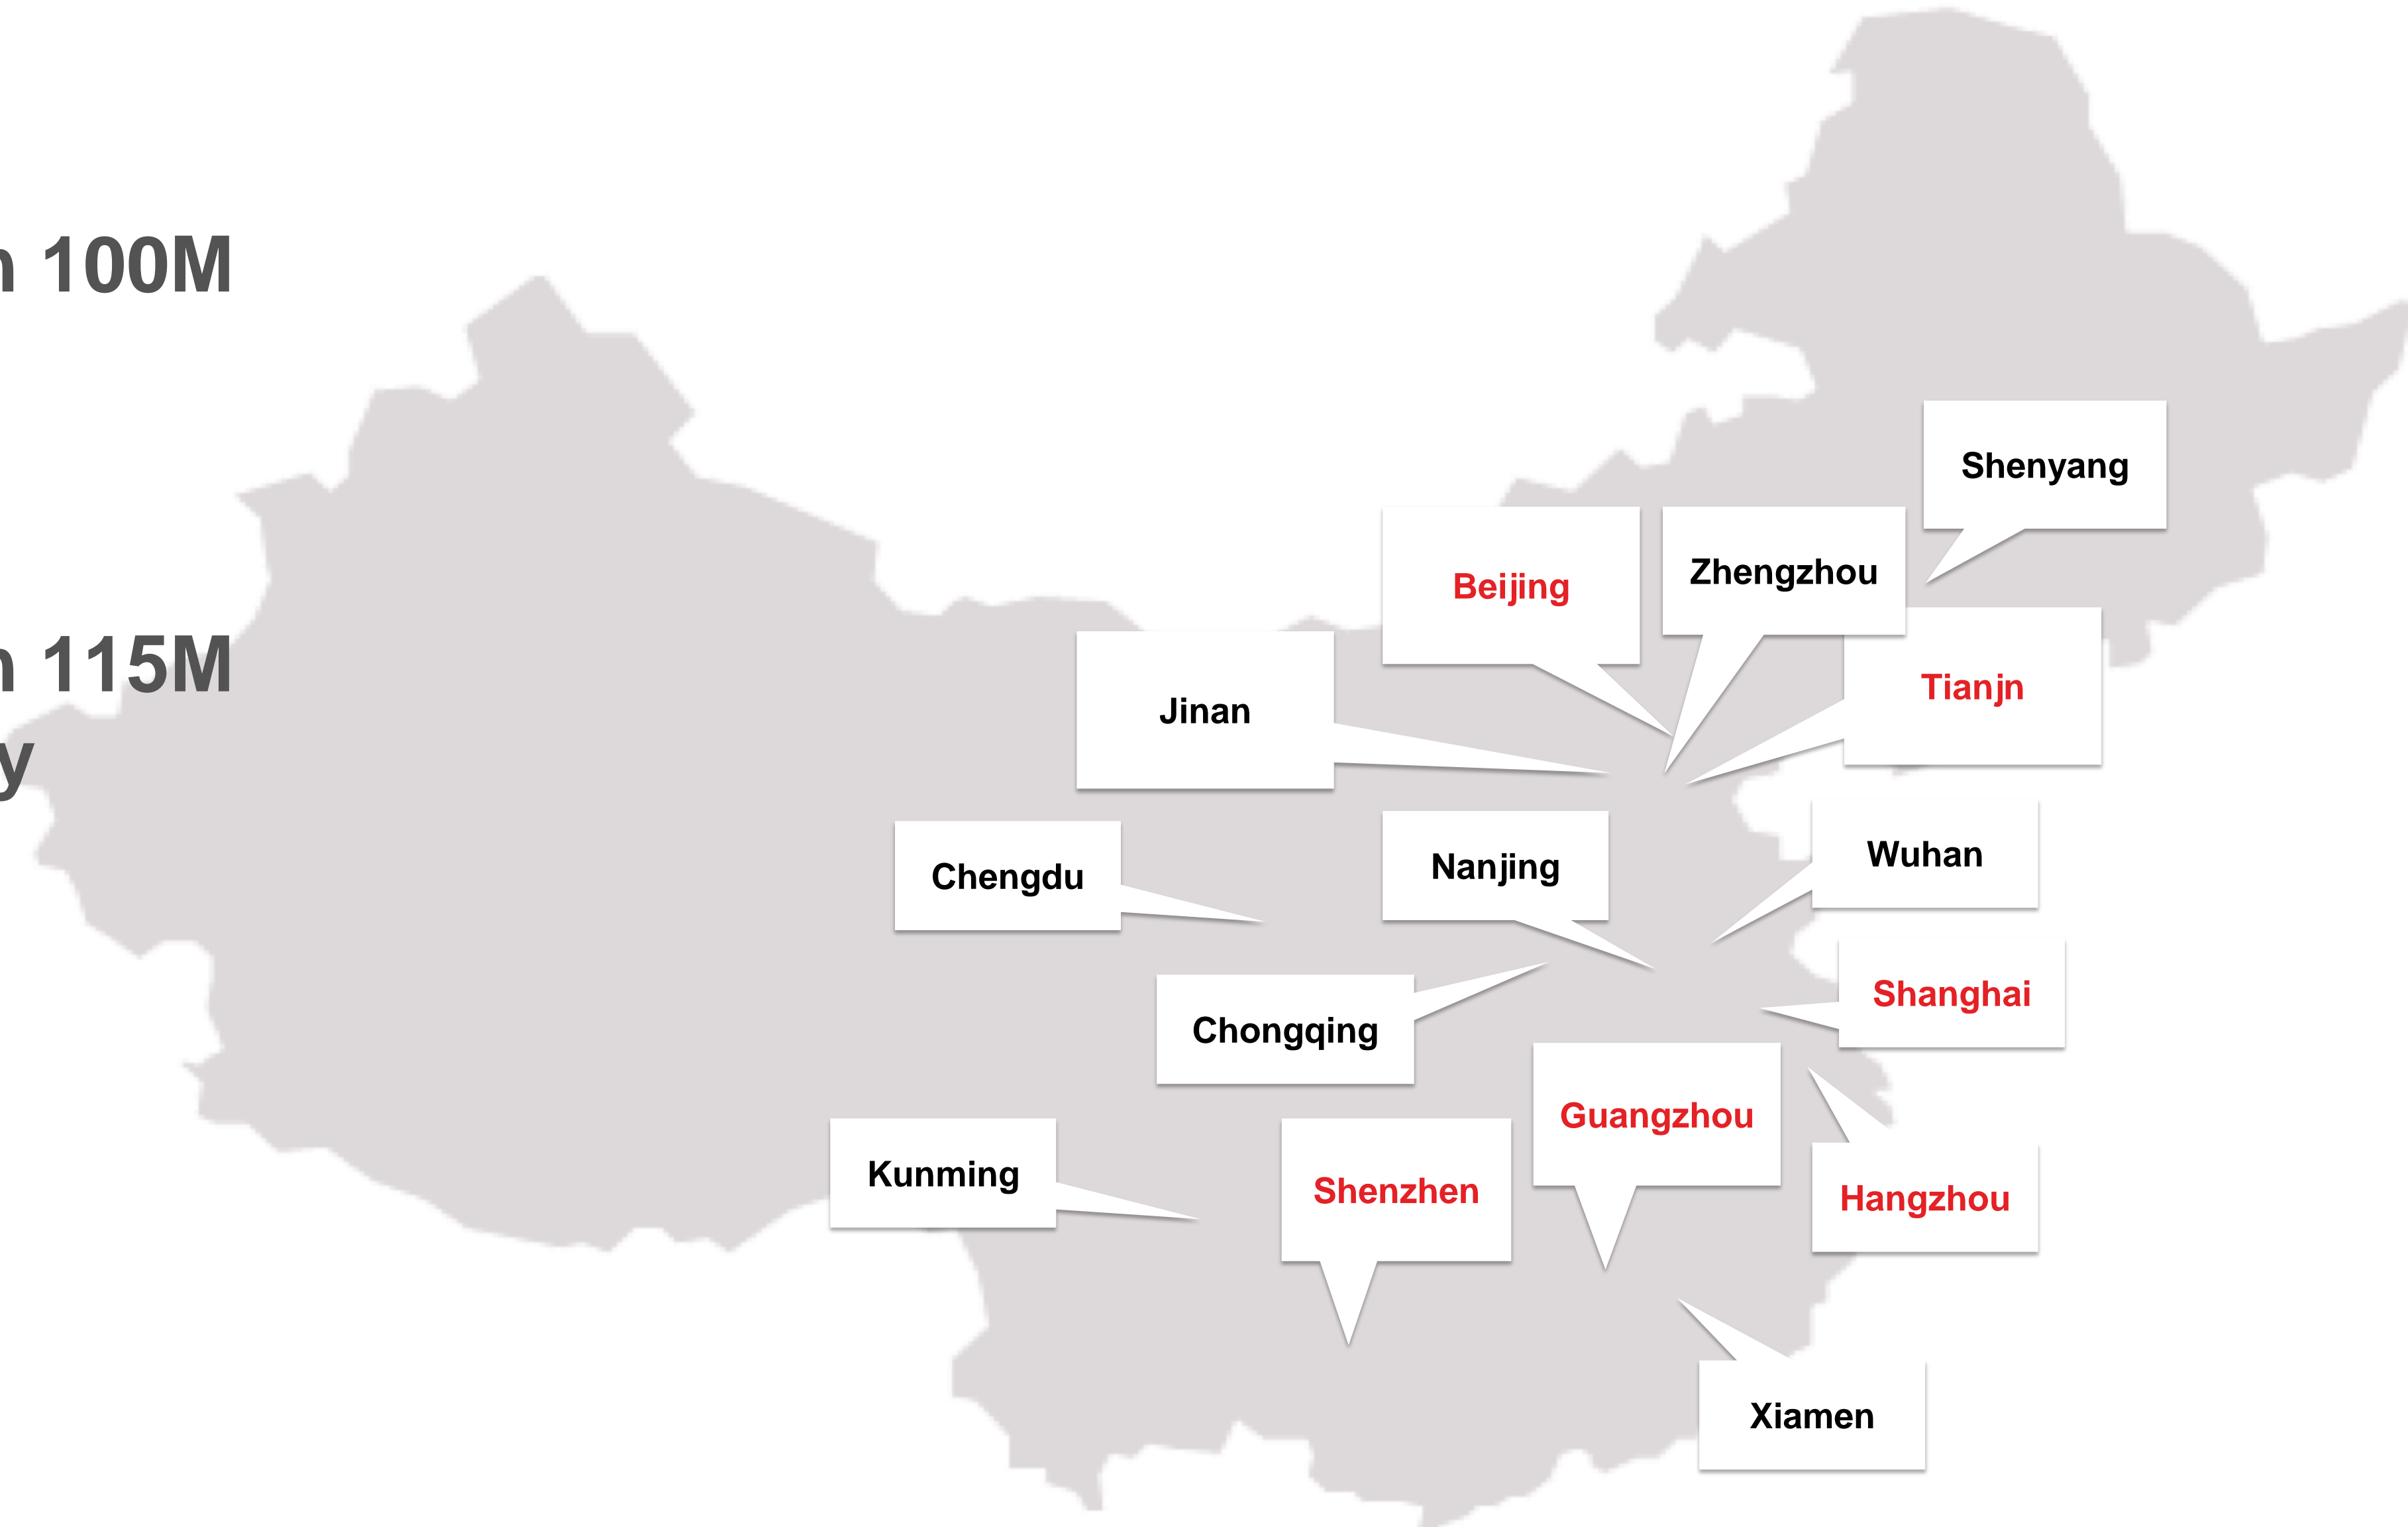 n 100M
Shenyang
Zhengzhou
Beijing
n 115M
Tianjn
Jinan
y
Wuhan
Nanjing
Chengdu
Shanghai
Chongqing
Guangzhou
Kunming
Shenzhen
Hangzhou
Xiamen